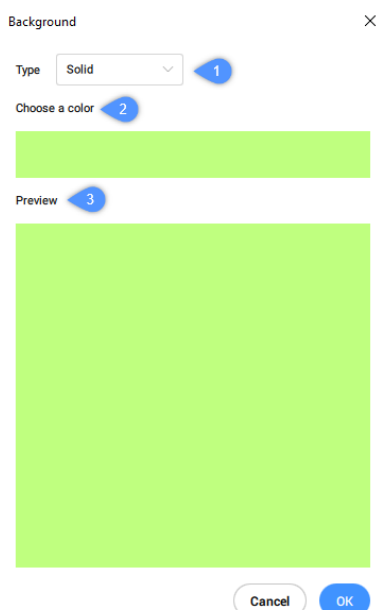 Background
Type Solid 1
Choose a color 2
Preview 3
Cancel OK